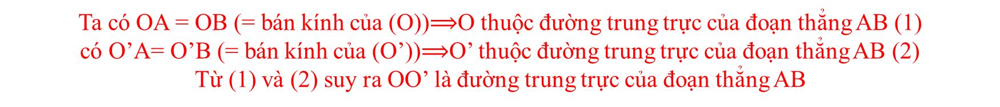 Ta có OA = OB (= bán kính của (O))⟹O thuộc đường trung trực của đoạn thẳng AB (1)
có O’A= O’B (= bán kính của (O’))⟹O’ thuộc đường trung trực của đoạn thẳng AB (2)
Từ (1) và (2) suy ra OO’ là đường trung trực của đoạn thẳng AB